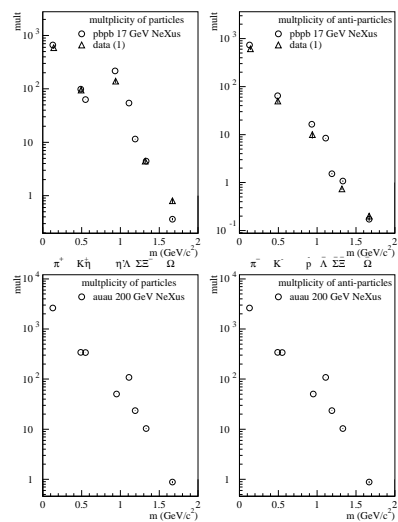 mult
multplicity of particles
pbpb 17 GeV NeXus
data (1)
10³
10²
10
1
0 0.5 1 1.5 2
m (GeV/c²)
mult
multplicity of anti-particles
pbpb 17 GeV NeXus
data (1)
10³
10²
10
1
10⁻¹
0 0.5 1 1.5 2
m (GeV/c²)
π⁺ K⁺η η'Λ ΣΞ⁻ Ω
π⁻ K⁻ p̄ Λ̄ Σ̄Ξ̄ Ω̄
mult
multplicity of particles
auau 200 GeV NeXus
10⁴
10³
10²
10
1
0 0.5 1 1.5 2
m (GeV/c²)
mult
multplicity of anti-particles
auau 200 GeV NeXus
10⁴
10³
10²
10
1
0 0.5 1 1.5 2
m (GeV/c²)